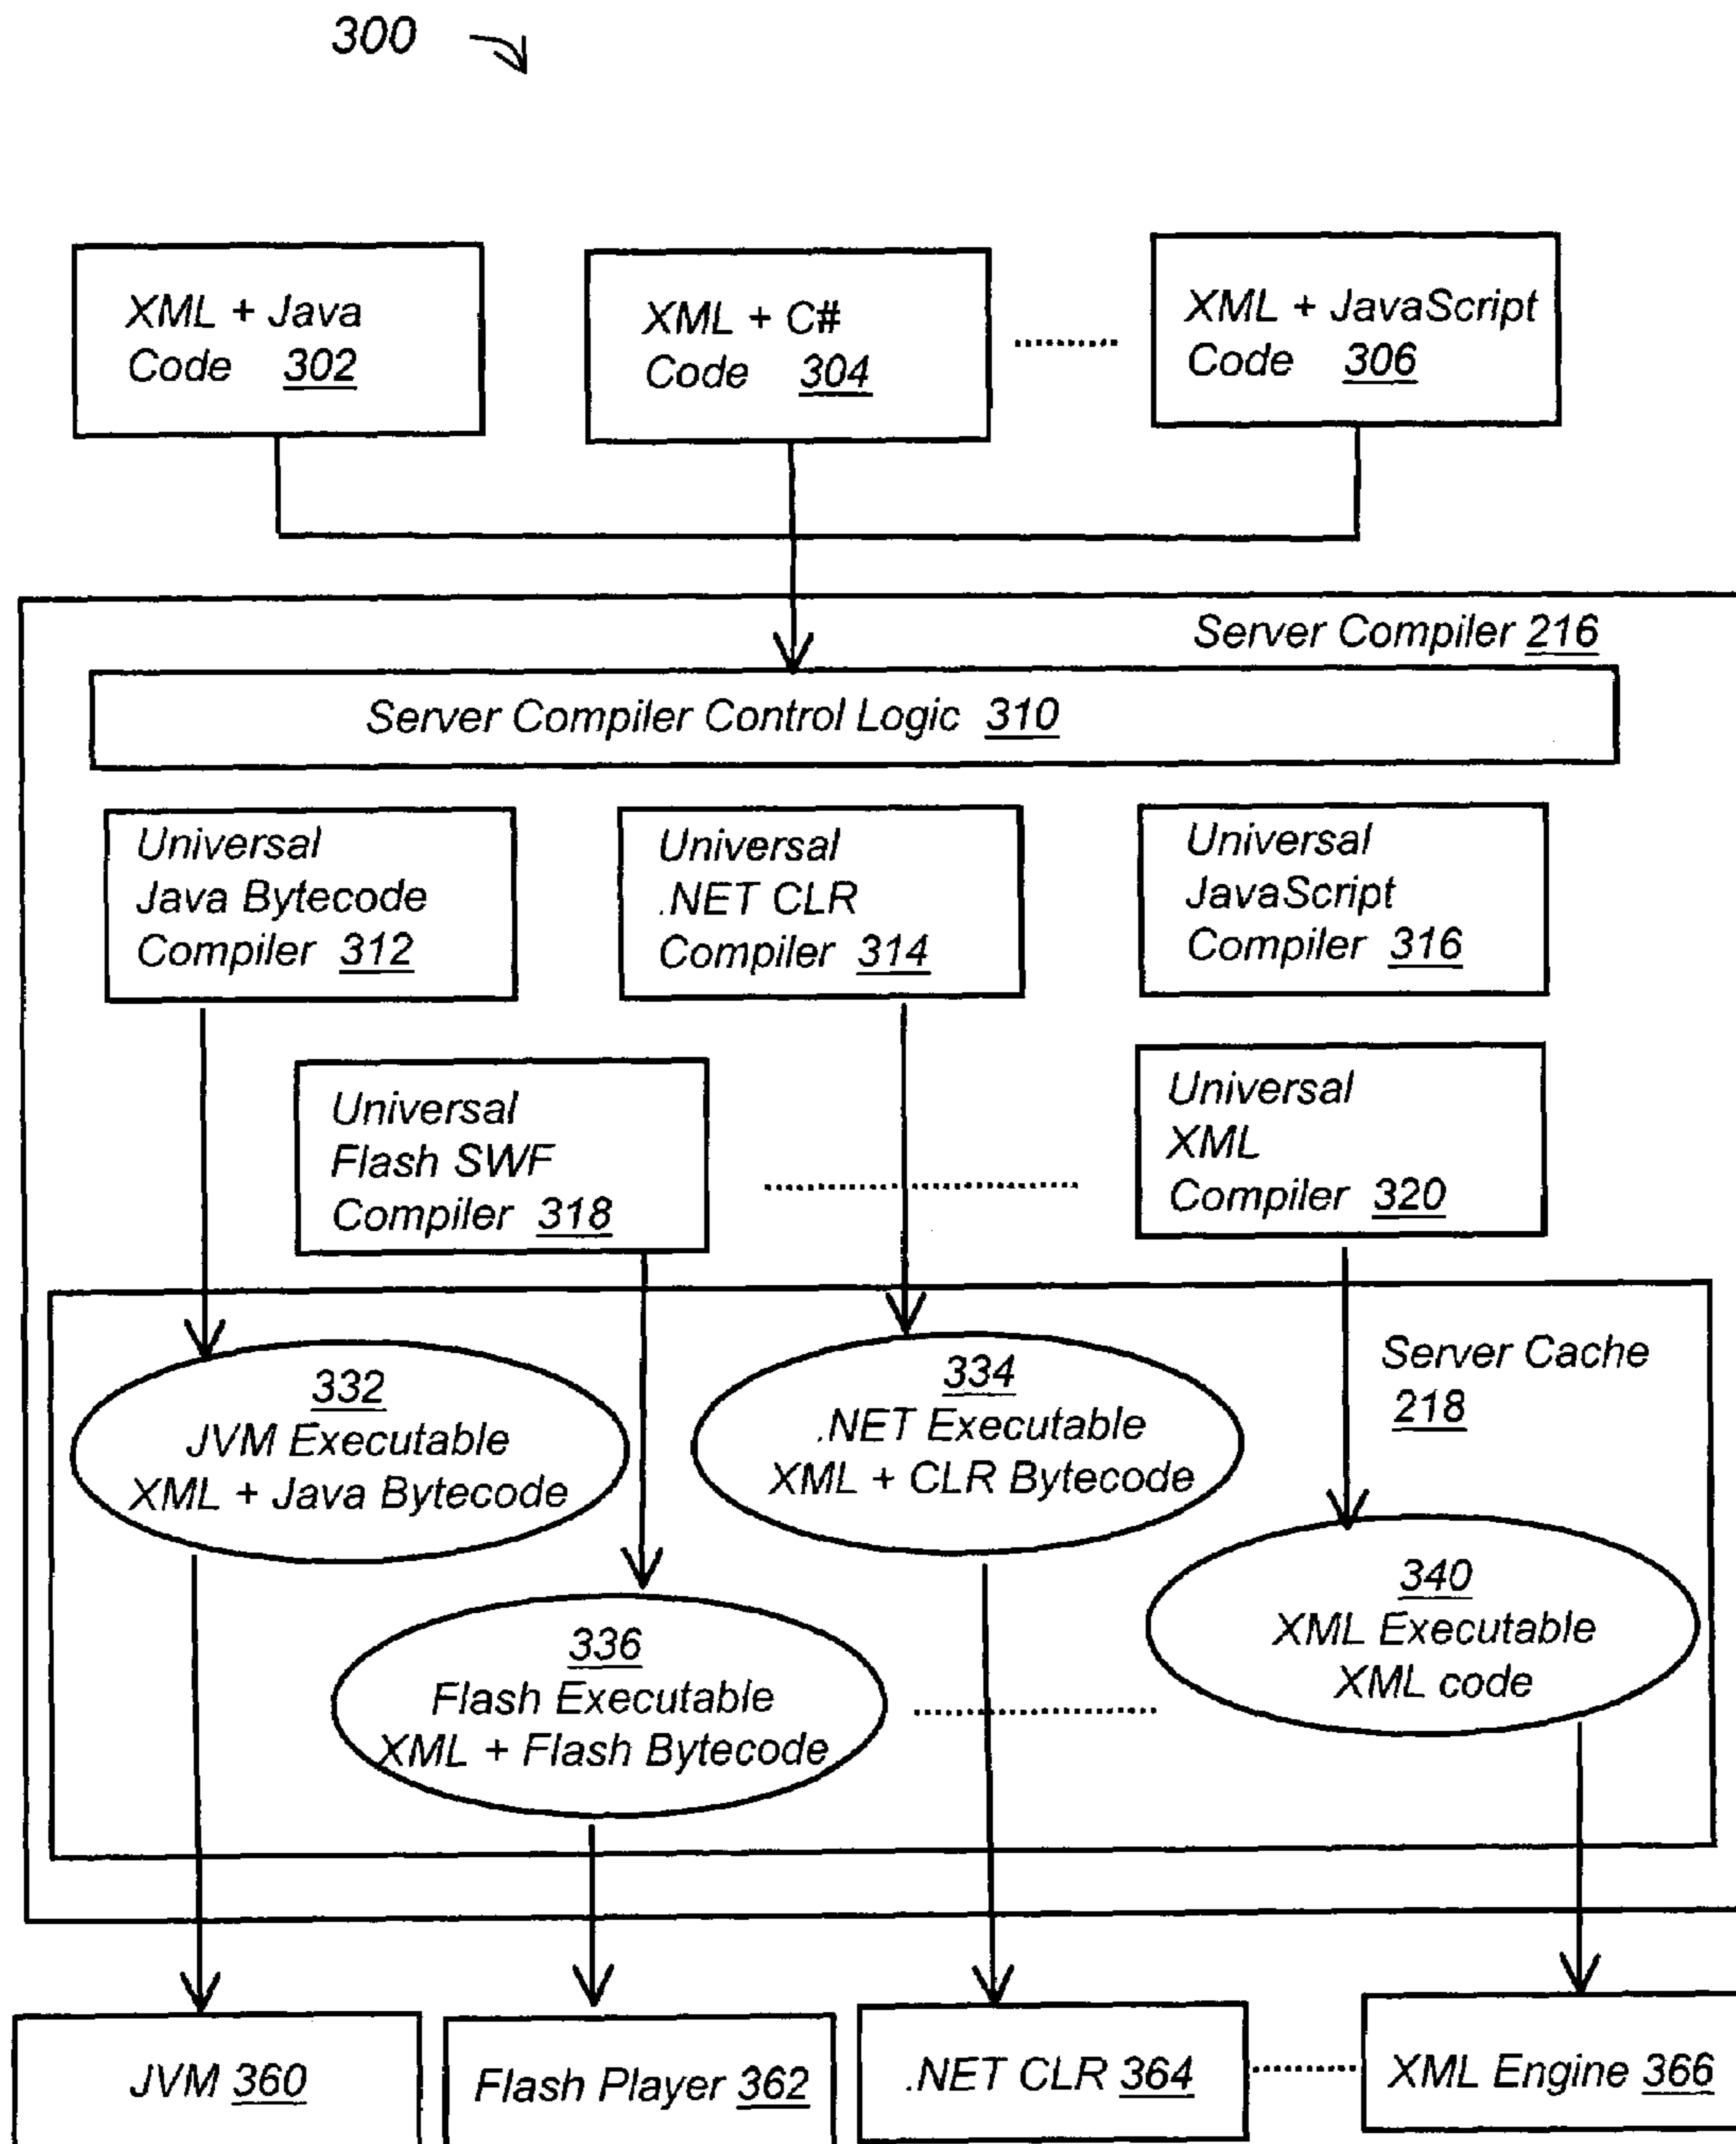 300
XML + Java
Code 302
XML + C#
Code 304
XML + JavaScript
Code 306
Server Compiler 216
Server Compiler Control Logic 310
Universal
Java Bytecode
Compiler 312
Universal
.NET CLR
Compiler 314
Universal
JavaScript
Compiler 316
Universal
Flash SWF
Compiler 318
Universal
XML
Compiler 320
Server Cache
218
332
JVM Executable
XML + Java Bytecode
334
.NET Executable
XML + CLR Bytecode
336
Flash Executable
XML + Flash Bytecode
340
XML Executable
XML code
JVM 360
Flash Player 362
.NET CLR 364
XML Engine 366